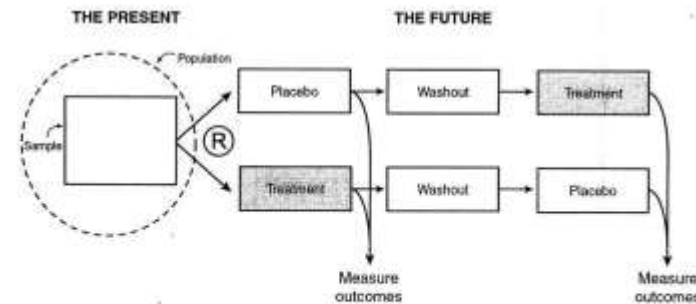 THE PRESENT
THE FUTURE
Population
Sample
R
Placebo
Washout
Treatment
Treatment
Washout
Placebo
Measure
outcomes
Measure
outcomes